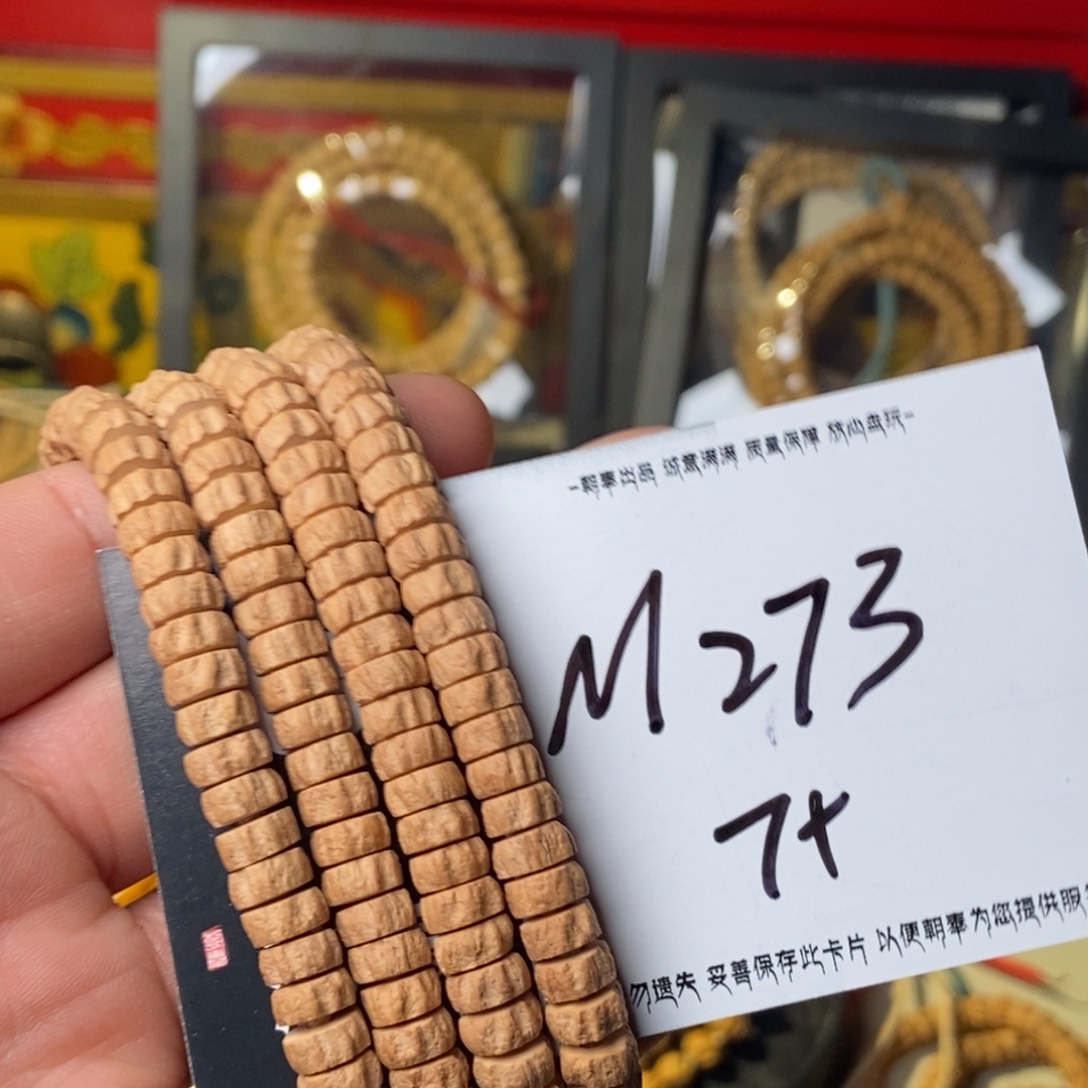 -朝奉出品 诚意满满 质量保障 放心盘玩-
M273
7+
勿遗失 妥善保存此卡片 以便朝奉为您提供服务